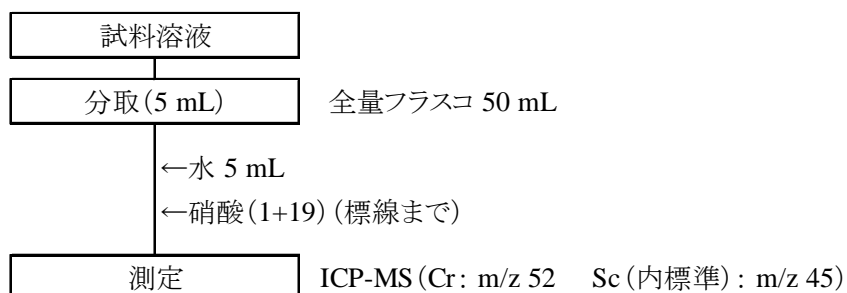 試料溶液
分取(5 mL) 全量フラスコ 50 mL
←水 5 mL
←硝酸(1+19)(標線まで)
測定 ICP-MS(Cr: m/z 52 Sc(内標準): m/z 45)